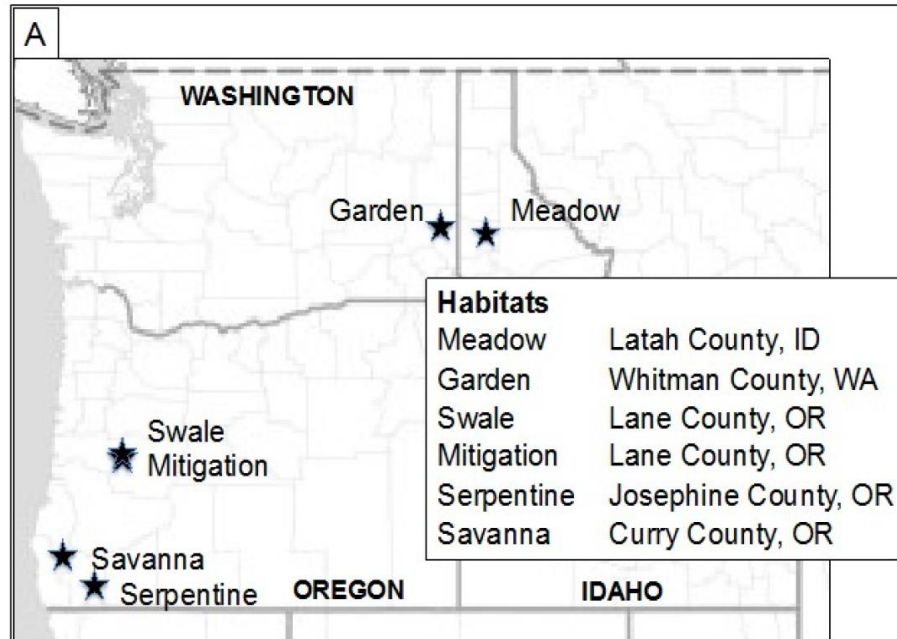 A
WASHINGTON
Garden
Meadow
Habitats
Meadow Latah County, ID
Garden Whitman County, WA
Swale Lane County, OR
Mitigation Lane County, OR
Serpentine Josephine County, OR
Savanna Curry County, OR
Swale
Mitigation
Savanna
Serpentine
OREGON
IDAHO